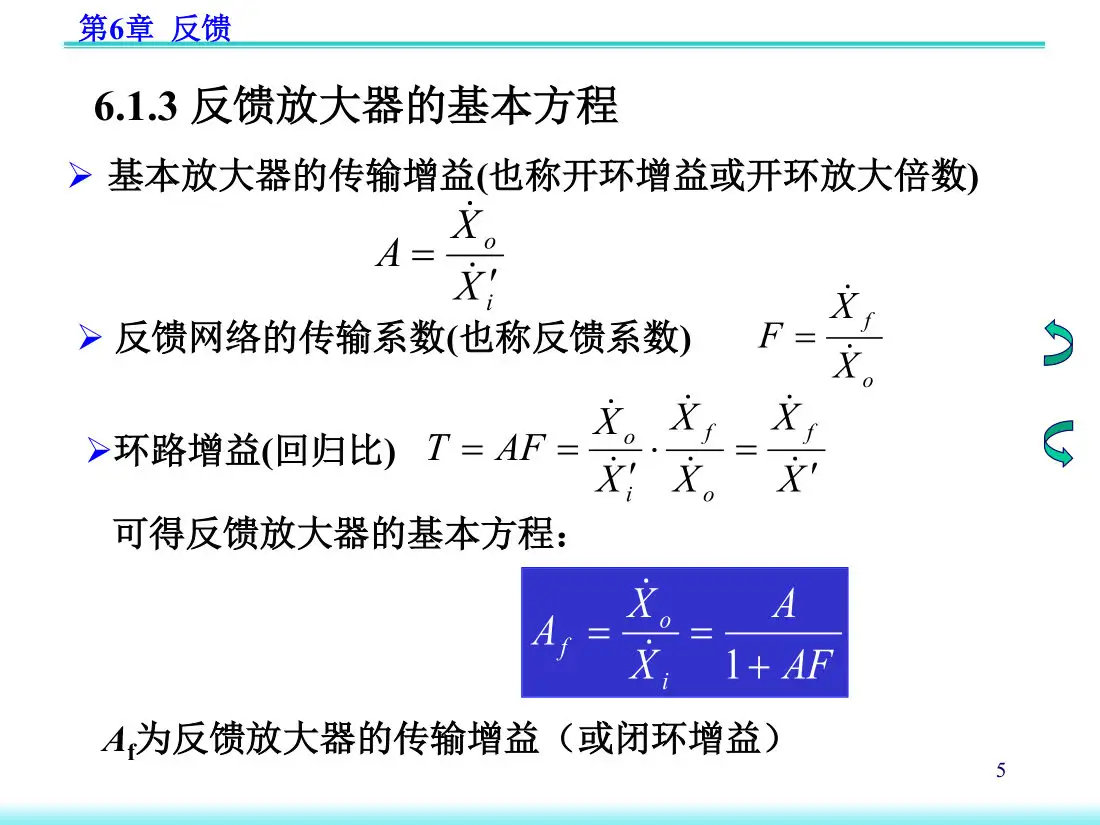 第6章 反馈
6.1.3 反馈放大器的基本方程
➢ 基本放大器的传输增益(也称开环增益或开环放大倍数)
A = Ẋo / Ẋi′
➢ 反馈网络的传输系数(也称反馈系数) F = Ẋf / Ẋo
➢环路增益(回归比) T = AF = Ẋo / Ẋi′ · Ẋf / Ẋo = Ẋf / Ẋ′
可得反馈放大器的基本方程：
Af = Ẋo / Ẋi = A / 1 + AF
Af为反馈放大器的传输增益（或闭环增益）
5